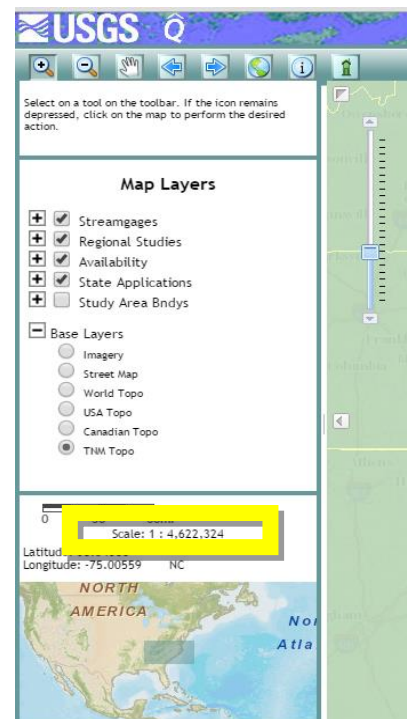 USGS
Select on a tool on the toolbar. If the icon remains
depressed, click on the map to perform the desired
action.
Map Layers
Streamgages
Regional Studies
Availability
State Applications
Study Area Bndys
Base Layers
Imagery
Street Map
World Topo
USA Topo
Canadian Topo
TNM Topo
0
Scale: 1 : 4,622,324
Longitude: -75.00559 NC
NORTH
AMERICA